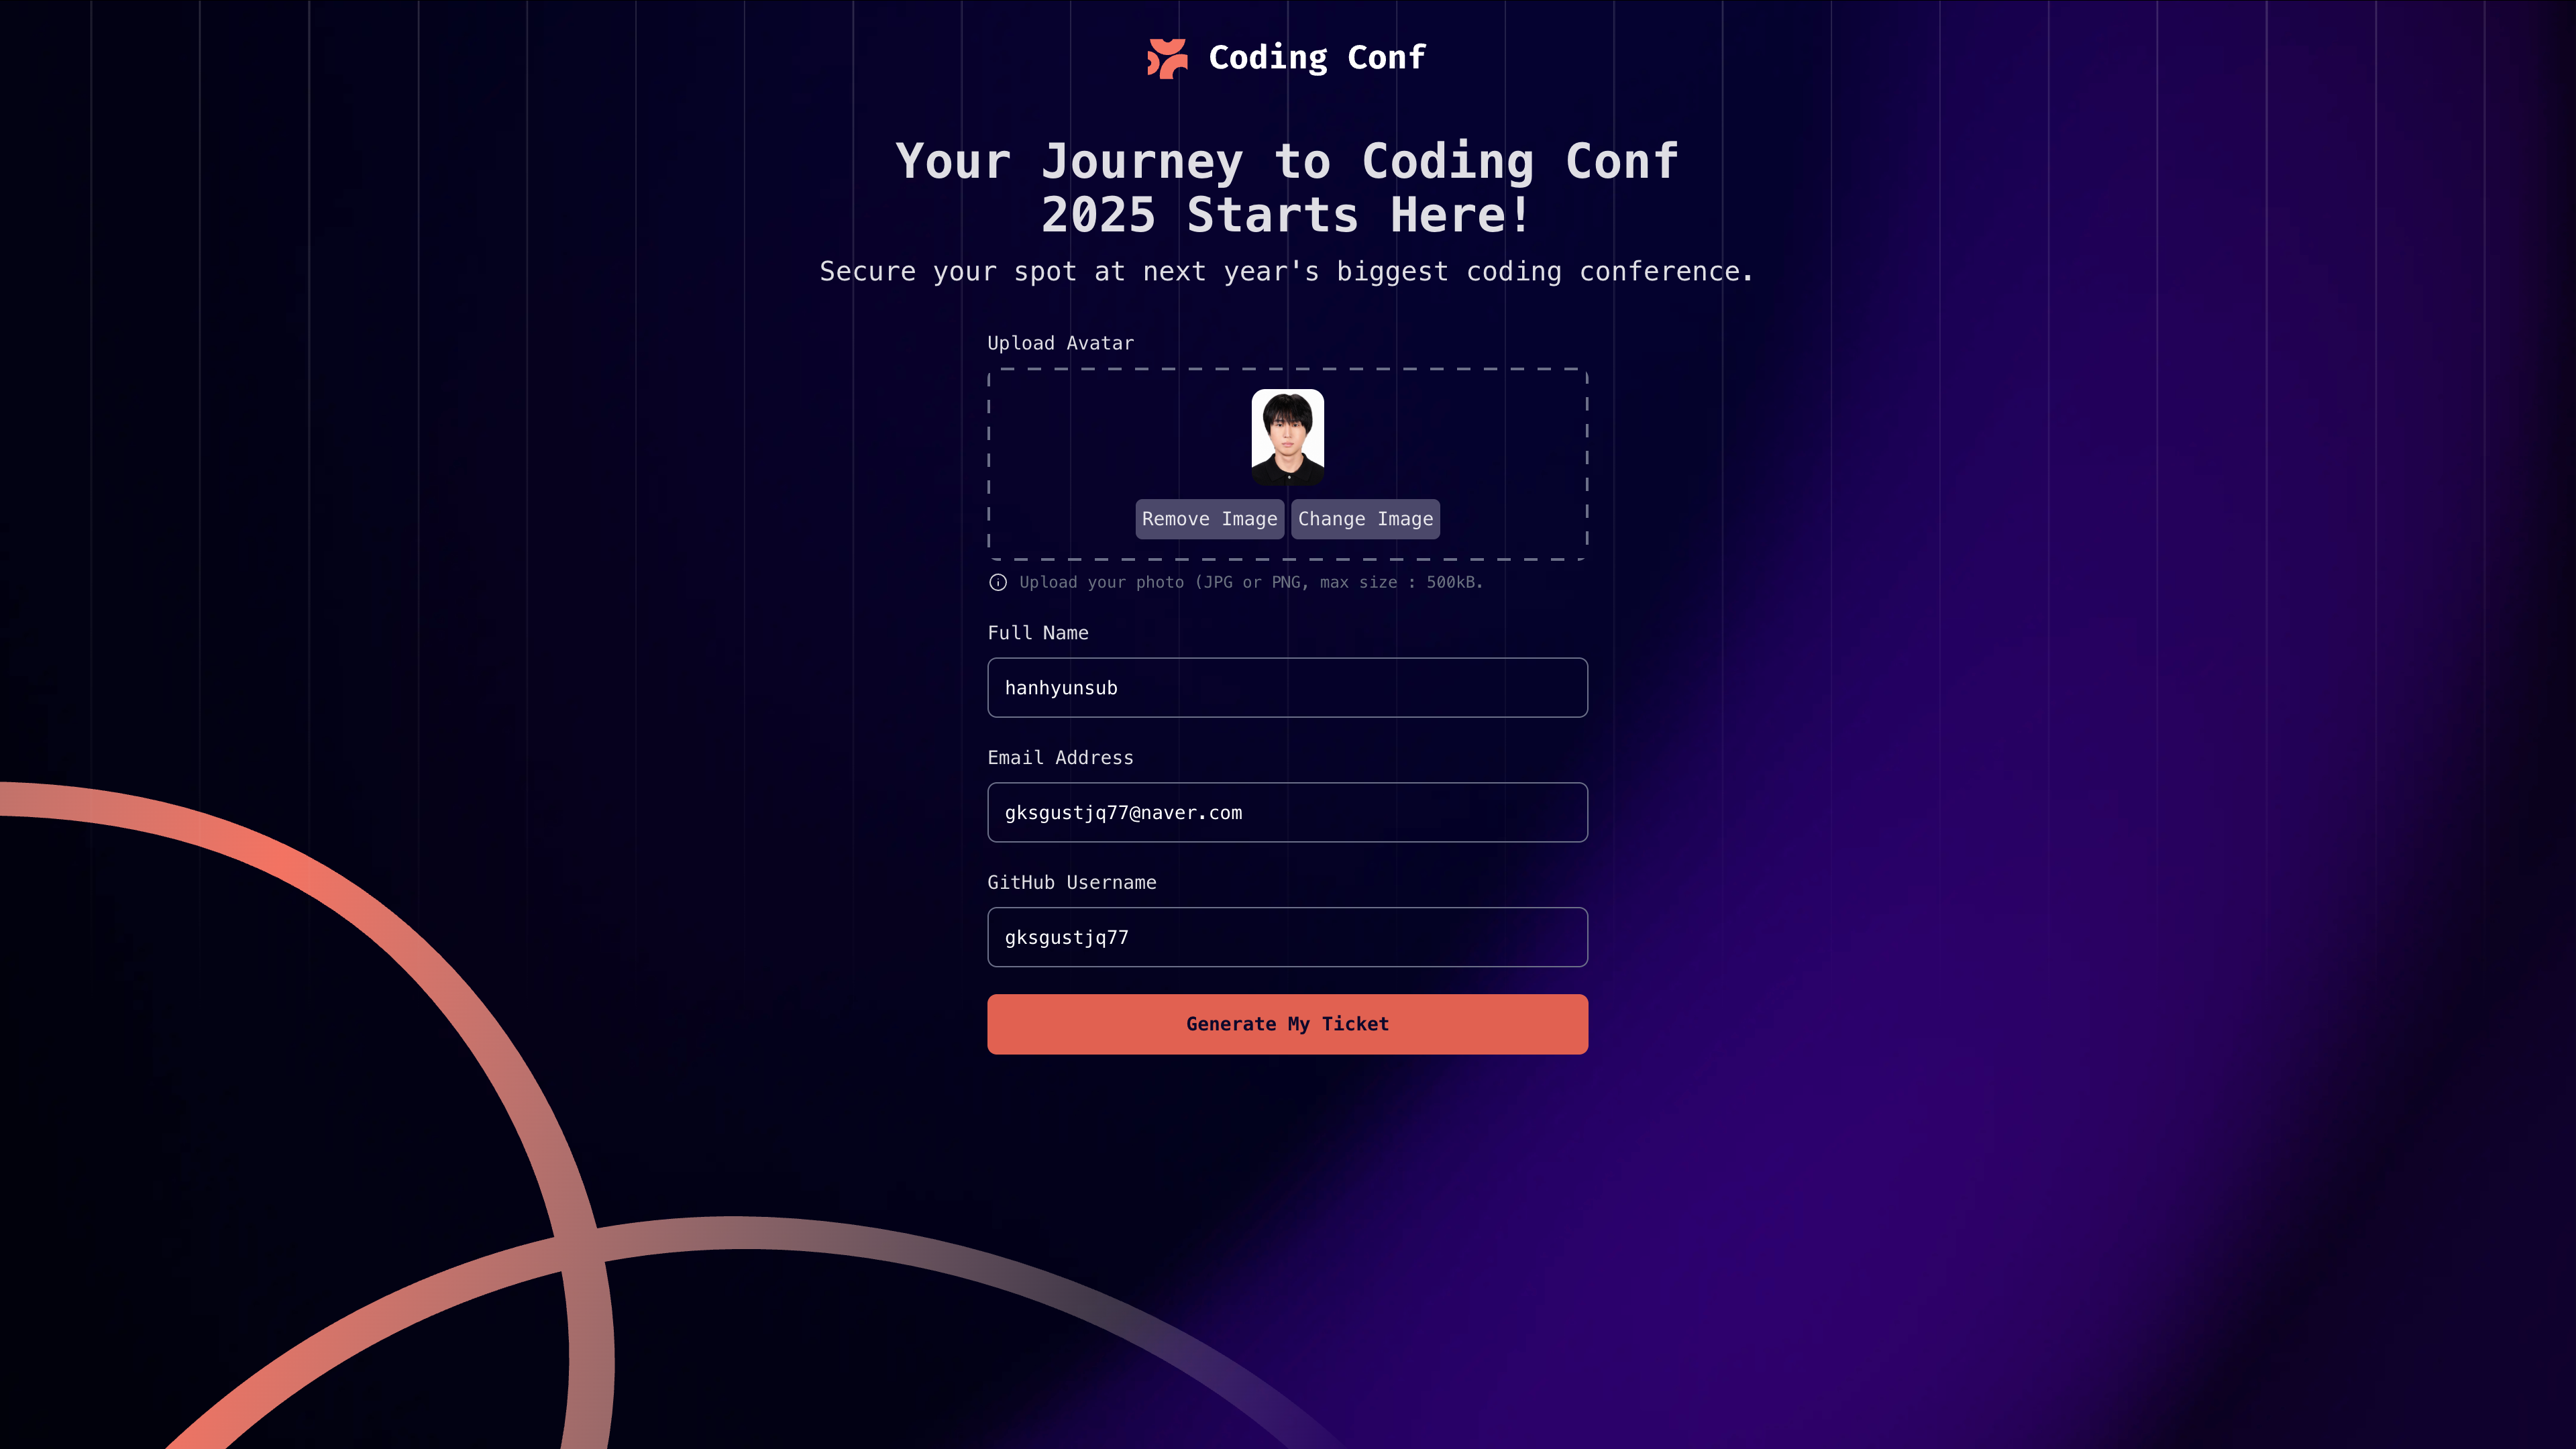 Coding Conf
Your Journey to Coding Conf
2025 Starts Here!
Secure your spot at next year's biggest coding conference.
Upload Avatar
Remove Image Change Image
Upload your photo (JPG or PNG, max size : 500kB.
Full Name
hanhyunsub
Email Address
gksgustjq77@naver.com
GitHub Username
gksgustjq77
Generate My Ticket